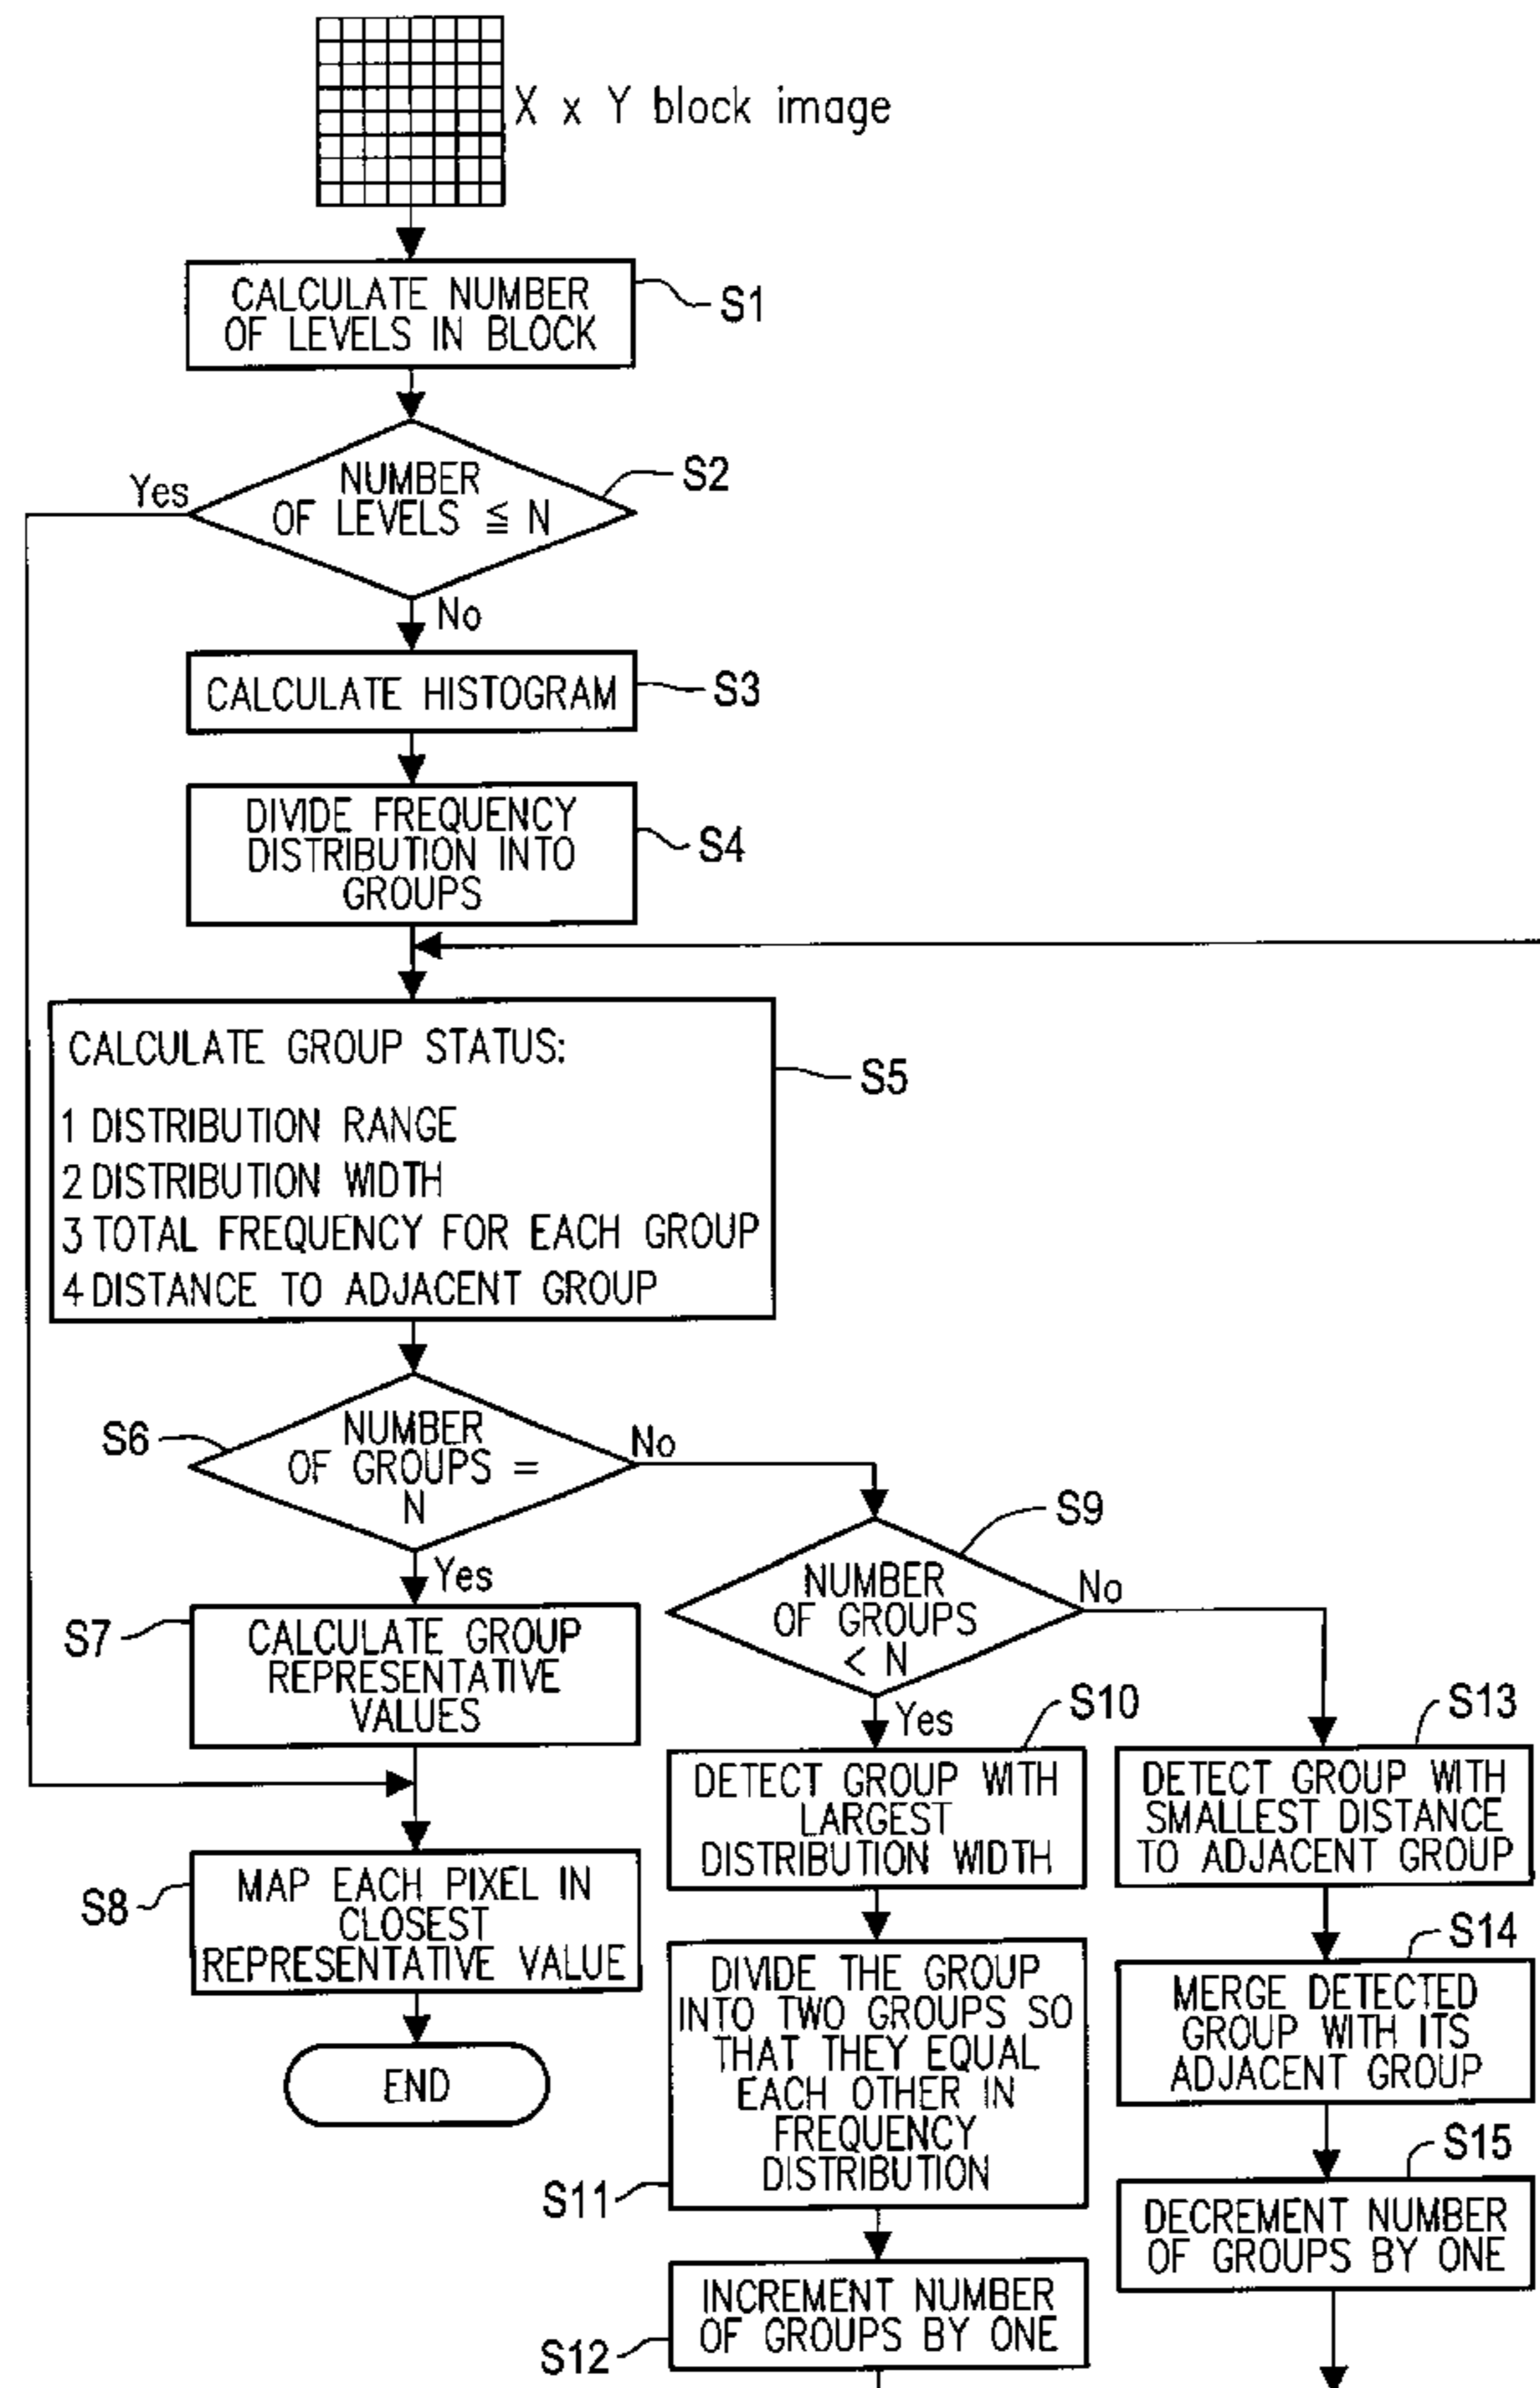 X x Y block image
CALCULATE NUMBER
OF LEVELS IN BLOCK
S1
NUMBER
OF LEVELS ≦ N
S2
Yes
No
CALCULATE HISTOGRAM
S3
DIVIDE FREQUENCY
DISTRIBUTION INTO
GROUPS
S4
CALCULATE GROUP STATUS:
1 DISTRIBUTION RANGE
2 DISTRIBUTION WIDTH
3 TOTAL FREQUENCY FOR EACH GROUP
4 DISTANCE TO ADJACENT GROUP
S5
S6
NUMBER
OF GROUPS =
N
No
Yes
S7
CALCULATE GROUP
REPRESENTATIVE
VALUES
S8
MAP EACH PIXEL IN
CLOSEST
REPRESENTATIVE VALUE
END
S9
NUMBER
OF GROUPS
< N
No
Yes
S10
DETECT GROUP WITH
LARGEST
DISTRIBUTION WIDTH
DIVIDE THE GROUP
INTO TWO GROUPS SO
THAT THEY EQUAL
EACH OTHER IN
FREQUENCY
DISTRIBUTION
S11
INCREMENT NUMBER
OF GROUPS BY ONE
S12
S13
DETECT GROUP WITH
SMALLEST DISTANCE
TO ADJACENT GROUP
S14
MERGE DETECTED
GROUP WITH ITS
ADJACENT GROUP
S15
DECREMENT NUMBER
OF GROUPS BY ONE